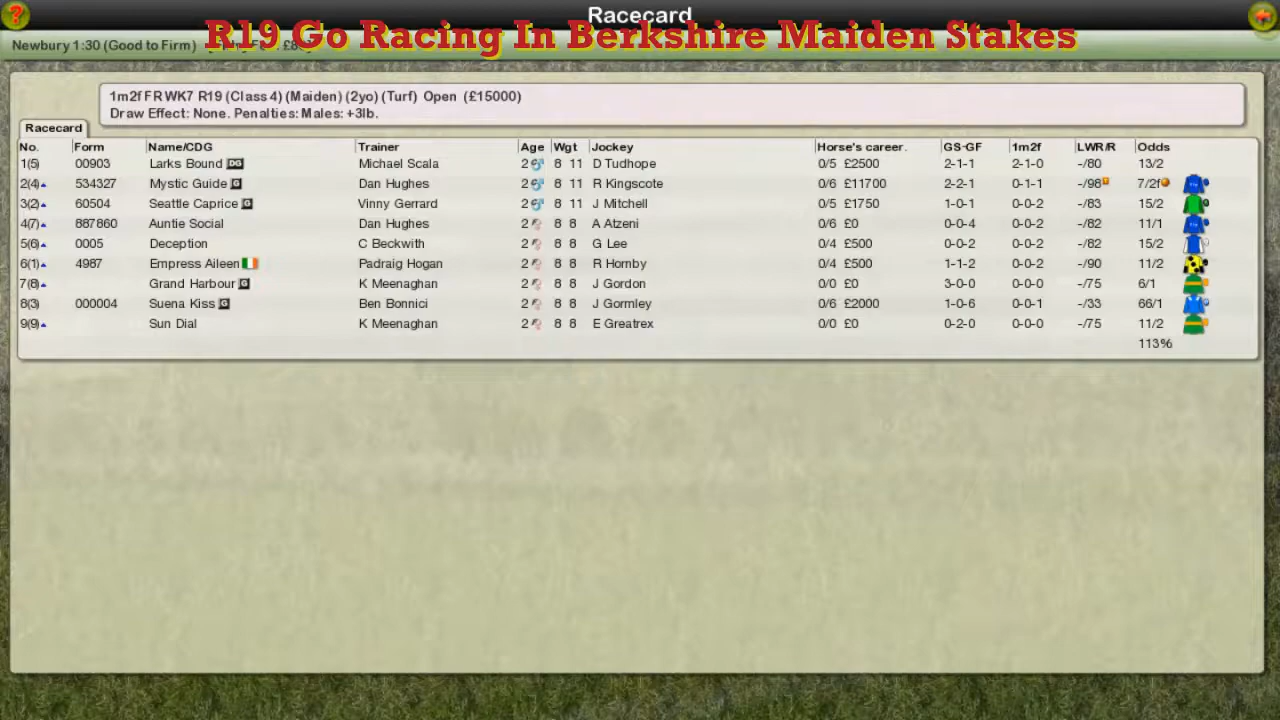 Racecard
R19 Go Racing In Berkshire Maiden Stakes
Newbury 1:30 (Good to Firm)
1m2f FR WK7 R19 (Class 4) (Maiden) (2yo) (Turf) Open (£15000)
Draw Effect: None. Penalties: Males: +3lb.
Racecard
No. Form Name/CDG Trainer Age Wgt Jockey Horse's career. GS-GF 1m2f LWR/R Odds
1(5) 00903 Larks Bound DG Michael Scala 2 8 11 D Tudhope 0/5 £2500 2-1-1 2-1-0 -/80 13/2
2(4) 534327 Mystic Guide G Dan Hughes 2 8 11 R Kingscote 0/6 £11700 2-2-1 0-1-1 -/98 7/2f
3(2) 60504 Seattle Caprice G Vinny Gerrard 2 8 11 J Mitchell 0/5 £1750 1-0-1 0-0-2 -/83 15/2
4(7) 887860 Auntie Social Dan Hughes 2 8 8 A Atzeni 0/6 £0 0-0-4 0-0-2 -/82 11/1
5(6) 0005 Deception C Beckwith 2 8 8 G Lee 0/4 £500 0-0-2 0-0-2 -/82 15/2
6(1) 4987 Empress Aileen Padraig Hogan 2 8 8 R Hornby 0/4 £500 1-1-2 0-0-2 -/90 11/2
7(8) Grand Harbour G K Meenaghan 2 8 8 J Gordon 0/0 £0 3-0-0 0-0-0 -/75 6/1
8(3) 000004 Suena Kiss G Ben Bonnici 2 8 8 J Gormley 0/6 £2000 1-0-6 0-0-1 -/33 66/1
9(9) Sun Dial K Meenaghan 2 8 8 E Greatrex 0/0 £0 0-2-0 0-0-0 -/75 11/2
113%